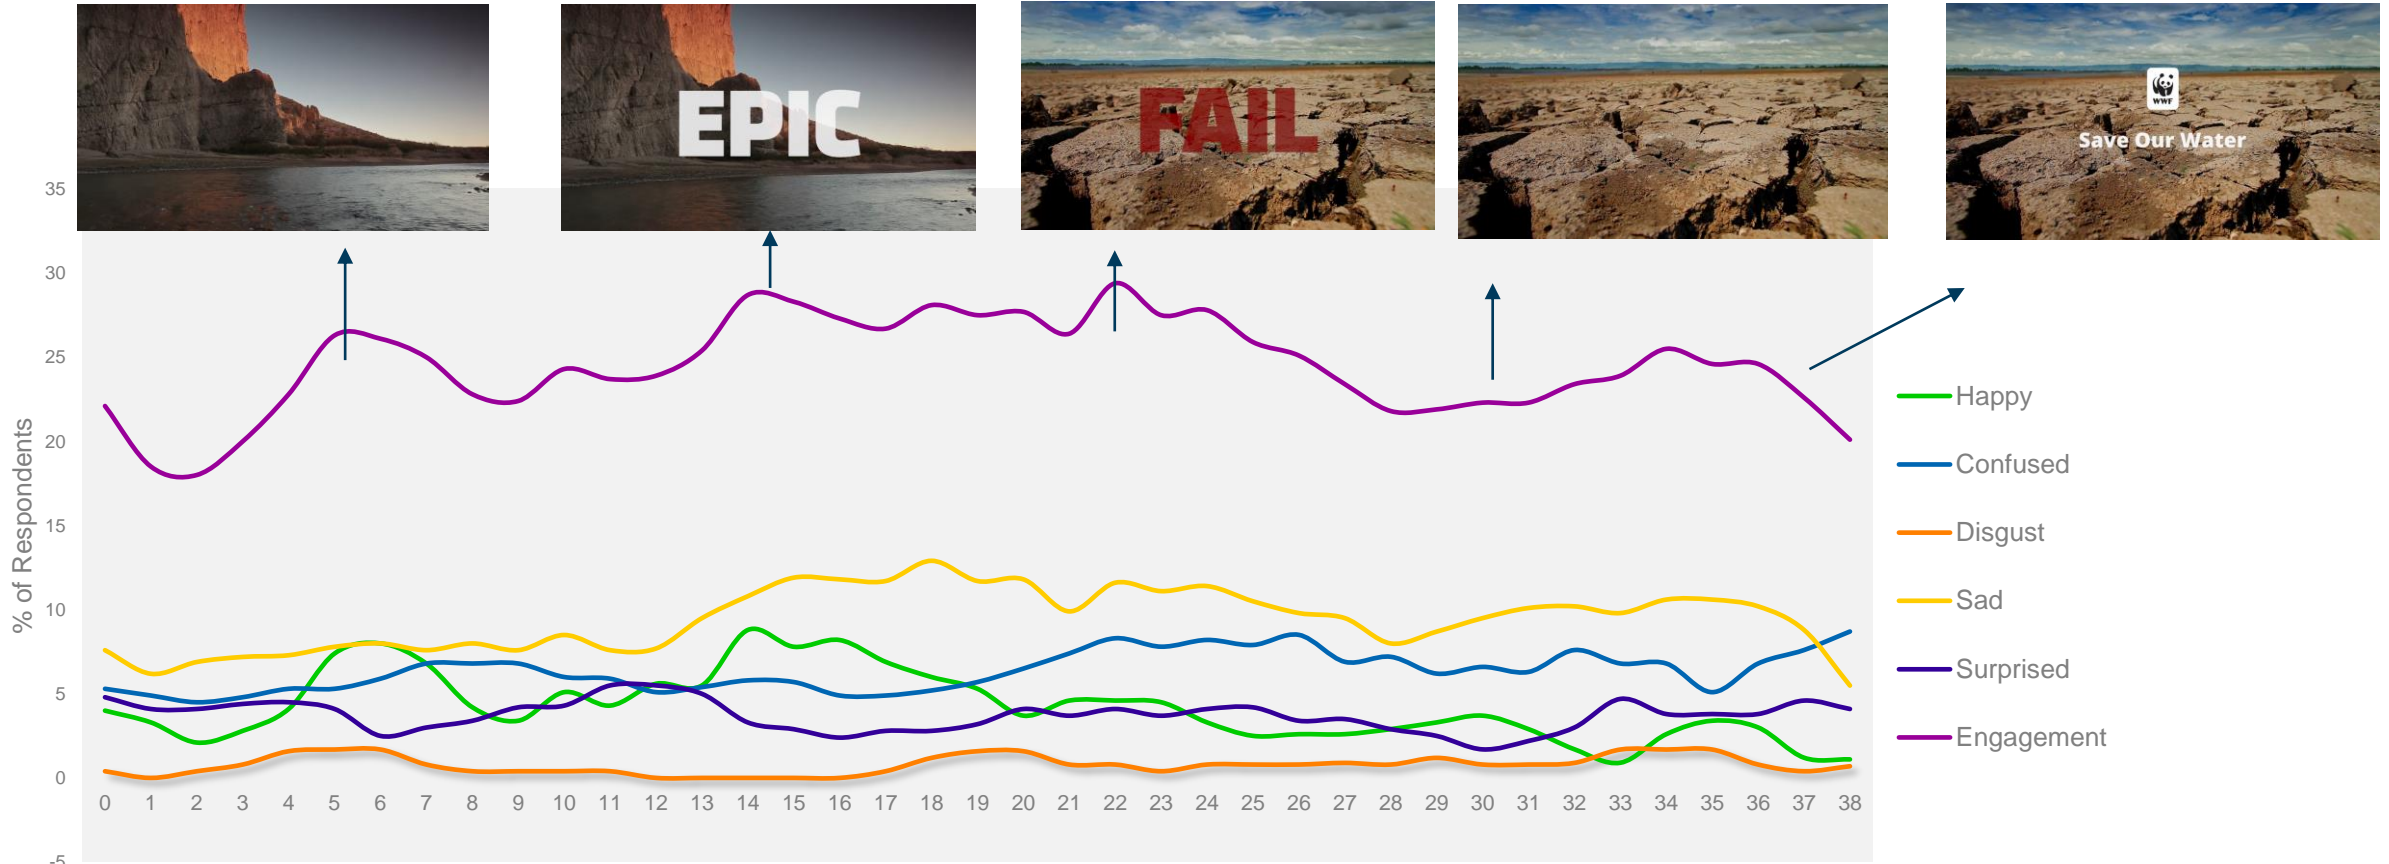 EPIC
FAIL
WWF
Save Our Water
35
30
25
20
15
10
5
0
-5
% of Respondents
0 1 2 3 4 5 6 7 8 9 10 11 12 13 14 15 16 17 18 19 20 21 22 23 24 25 26 27 28 29 30 31 32 33 34 35 36 37 38
Happy
Confused
Disgust
Sad
Surprised
Engagement